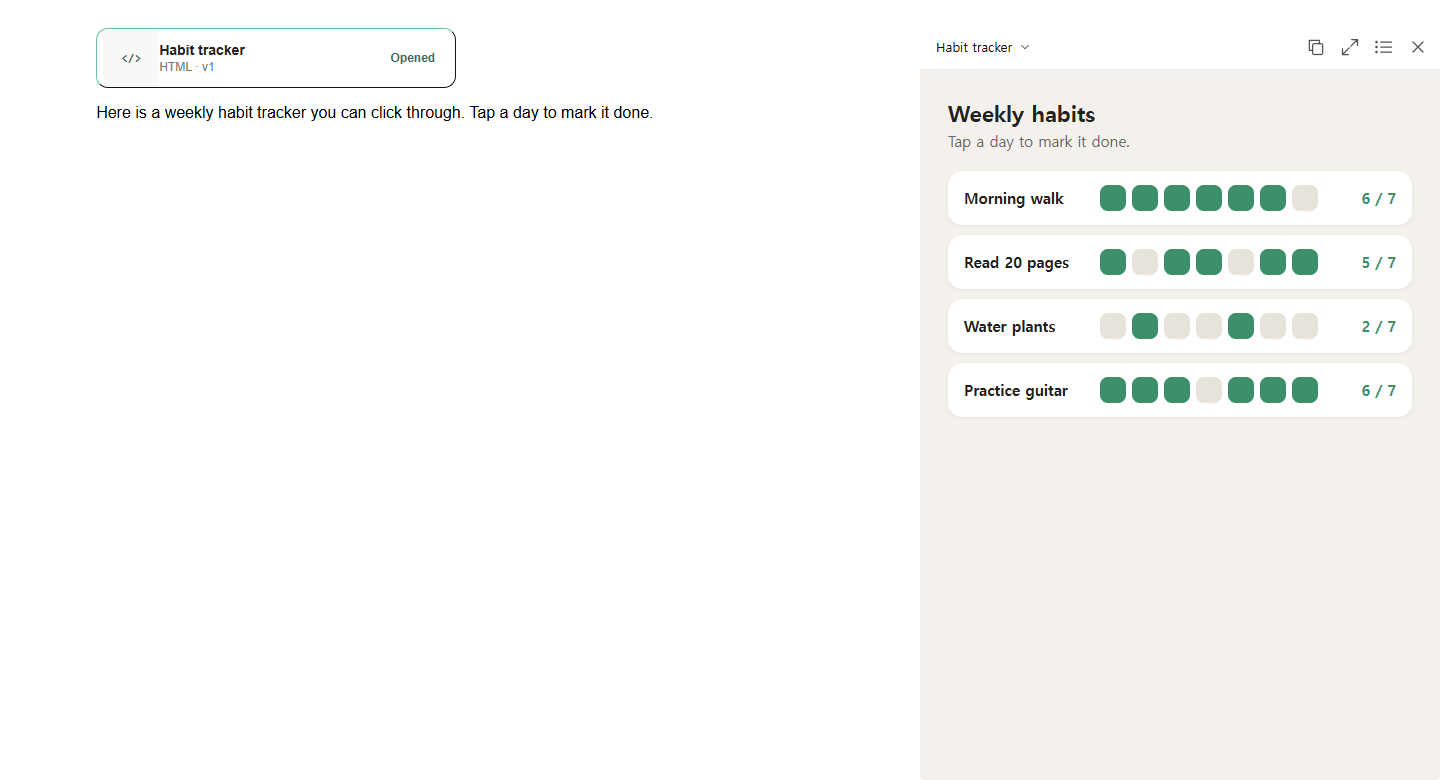 </>
Habit tracker
HTML · v1
Opened
Here is a weekly habit tracker you can click through. Tap a day to mark it done.
Habit tracker
Weekly habits
Tap a day to mark it done.
Morning walk 6 / 7
Read 20 pages 5 / 7
Water plants 2 / 7
Practice guitar 6 / 7